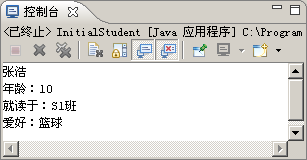 控制台
<已终止> InitialStudent [Java 应用程序] C:\Program
张浩
年龄：10
就读于：S1班
爱好：篮球